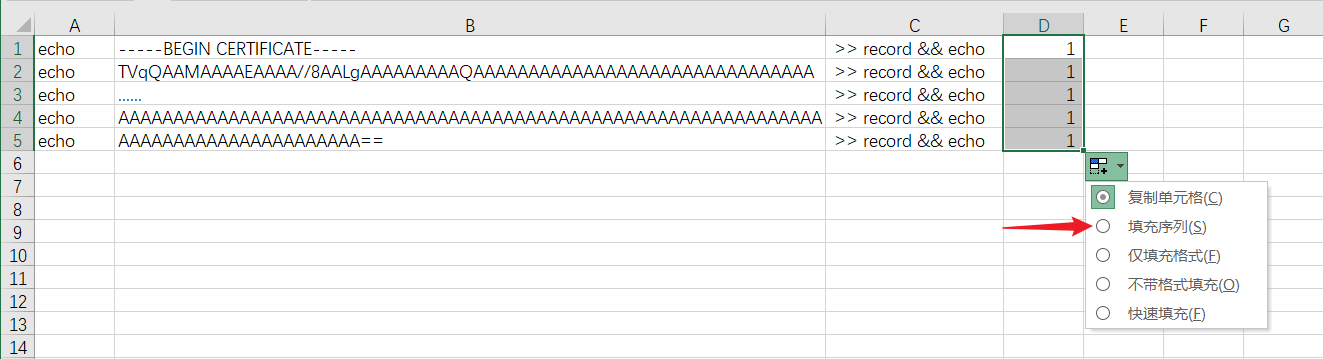 A B C D E F G
1 echo -----BEGIN CERTIFICATE----- >> record && echo 1
2 echo TVqQAAMAAAAEAAAA//8AALgAAAAAAAAAQAAAAAAAAAAAAAAAAAAAAAAAAAAAAAAA >> record && echo 1
3 echo ...... >> record && echo 1
4 echo AAAAAAAAAAAAAAAAAAAAAAAAAAAAAAAAAAAAAAAAAAAAAAAAAAAAAAAAAAAAAAAA >> record && echo 1
5 echo AAAAAAAAAAAAAAAAAAAAAA== >> record && echo 1
6
7
8 复制单元格(C)
9 填充序列(S)
10 仅填充格式(F)
11
12 不带格式填充(O)
13 快速填充(F)
14